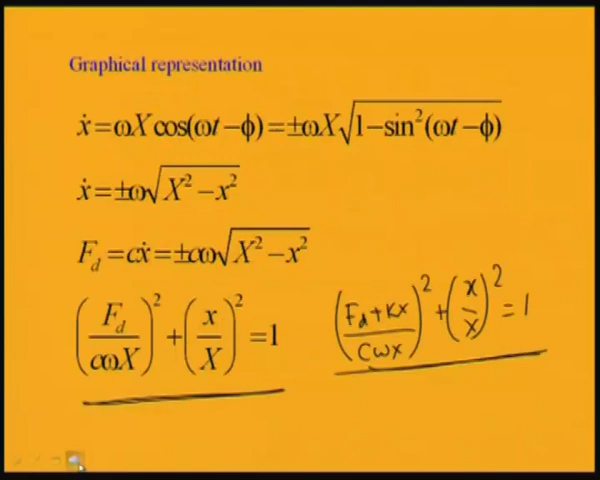 Graphical representation
ẋ=ωX cos(ωt−ϕ)=±ωX√(1−sin²(ωt−ϕ))
ẋ=±ω√(X²−x²)
F_d=cẋ=±cω√(X²−x²)
(F_d/cωX)²+(x/X)²=1
(F_d+Kx/Cωx)²+(x/x)²=1